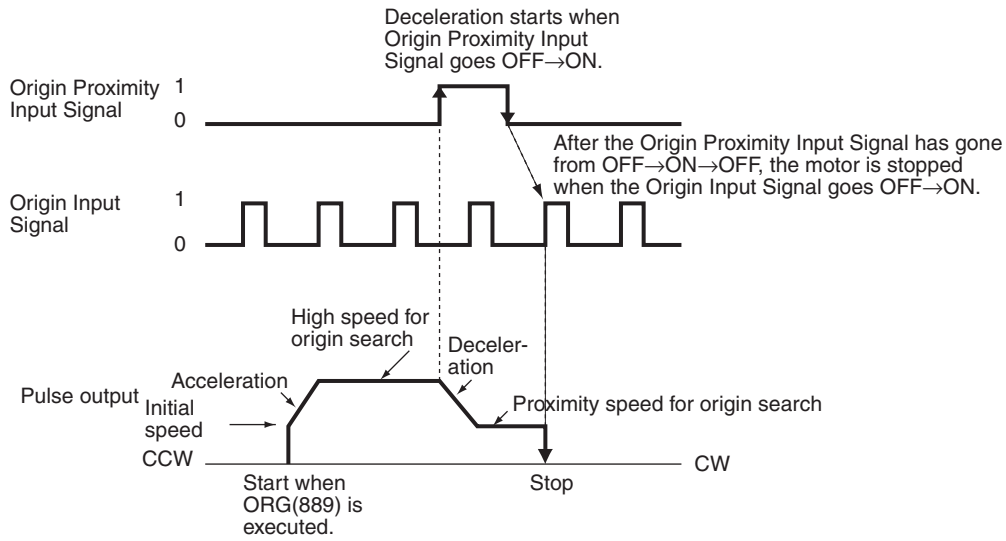 Deceleration starts when
Origin Proximity Input
Signal goes OFF→ON.
Origin Proximity
Input Signal
1
0
After the Origin Proximity Input Signal has gone
from OFF→ON→OFF, the motor is stopped
when the Origin Input Signal goes OFF→ON.
Origin Input
Signal
1
0
High speed for
origin search
Deceler-
ation
Acceleration
Pulse output
Initial
speed
Proximity speed for origin search
CCW
CW
Start when
ORG(889) is
executed.
Stop